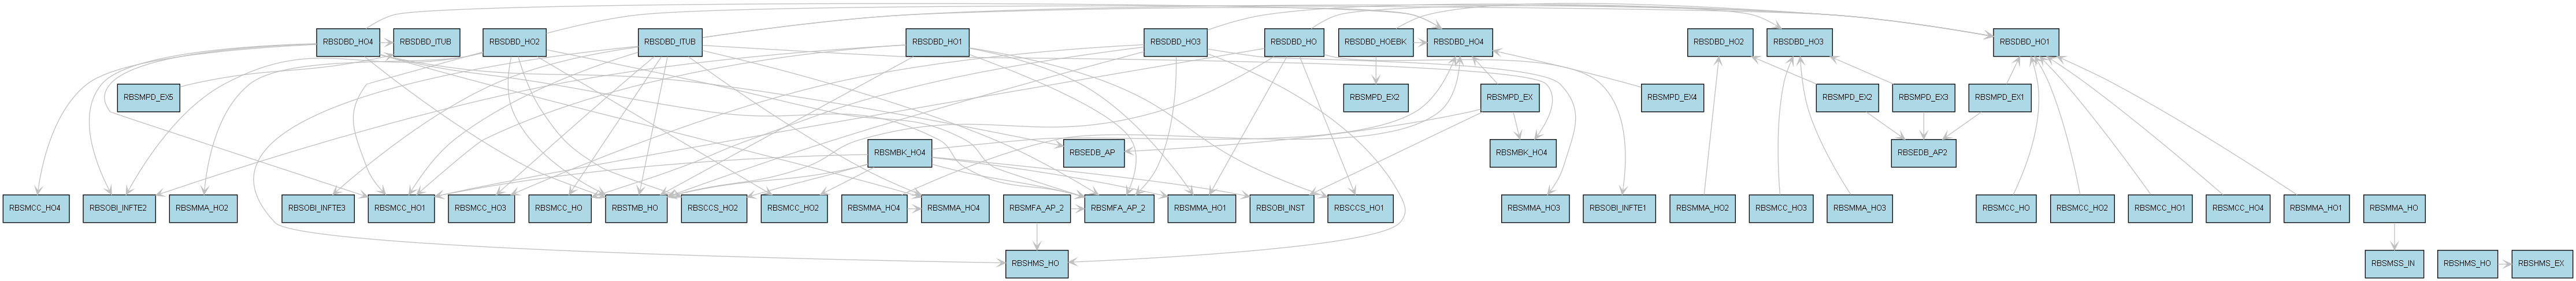 RBSDBD_HO4
RBSDBD_ITUB
RBSDBD_HO2
RBSDBD_ITUB
RBSDBD_HO1
RBSDBD_HO3
RBSDBD_HO
RBSDBD_HOEBK
RBSDBD_HO4
RBSDBD_HO2
RBSDBD_HO3
RBSDBD_HO1
RBSMPD_EX5
RBSMPD_EX2
RBSMPD_EX
RBSMPD_EX4
RBSMPD_EX2
RBSMPD_EX3
RBSMPD_EX1
RBSMBK_HO4
RBSEDB_AP
RBSMBK_HO4
RBSEDB_AP2
RBSMCC_HO4
RBSOBI_INFTE2
RBSMMA_HO2
RBSOBI_INFTE3
RBSMCC_HO1
RBSMCC_HO3
RBSMCC_HO
RBSTMB_HO
RBSCCS_HO2
RBSMCC_HO2
RBSMMA_HO4
RBSMMA_HO4
RBSMFA_AP_2
RBSMFA_AP_2
RBSMMA_HO1
RBSOBI_INST
RBSCCS_HO1
RBSMMA_HO3
RBSOBI_INFTE1
RBSMMA_HO2
RBSMCC_HO3
RBSMMA_HO3
RBSMCC_HO
RBSMCC_HO2
RBSMCC_HO1
RBSMCC_HO4
RBSMMA_HO1
RBSMMA_HO
RBSHMS_HO
RBSMSS_IN
RBSHMS_HO
RBSHMS_EX